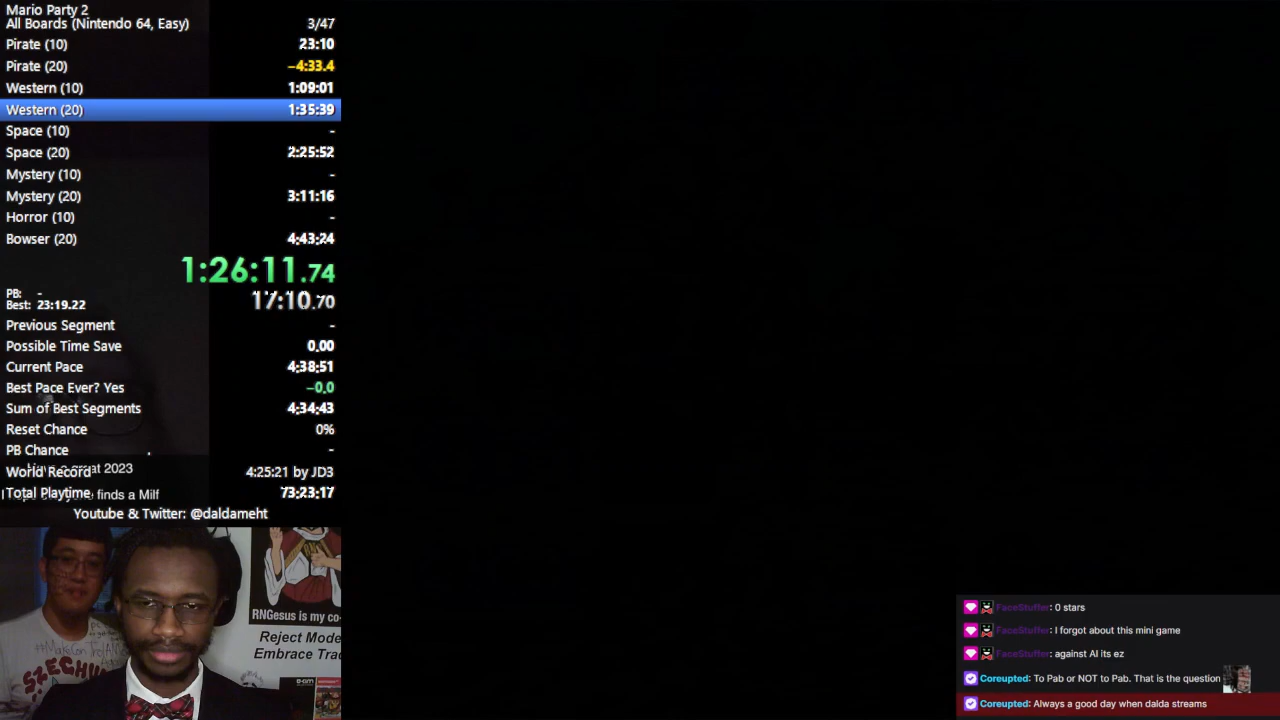 Mario Party 2
All Boards (Nintendo 64, Easy) 3/47
Pirate (10) 23:10
Pirate (20) −4:33.4
Western (10) 1:09:01
Western (20) 1:35:39
Space (10) -
Space (20) 2:25:52
Mystery (10) -
Mystery (20) 3:11:16
Horror (10) -
Bowser (20) 4:43:24
1:26:11.74
PB: -
Best: 23:19.22 17:10.70
Previous Segment -
Possible Time Save 0.00
Current Pace 4:38:51
Best Pace Ever? Yes −0.0
Sum of Best Segments 4:34:43
Reset Chance 0%
PB Chance -
2023
World Record 4:25:21 by JD3
Total Playtime 73:23:17
finds a Milf
Youtube & Twitter: @daldameht
RNGesus is my co-
Reject Mode
Embrace Trad
FaceStuffer: 0 stars
FaceStuffer: I forgot about this mini game
FaceStuffer: against AI its ez
Coreupted: To Pab or NOT to Pab. That is the question
Coreupted: Always a good day when dalda streams